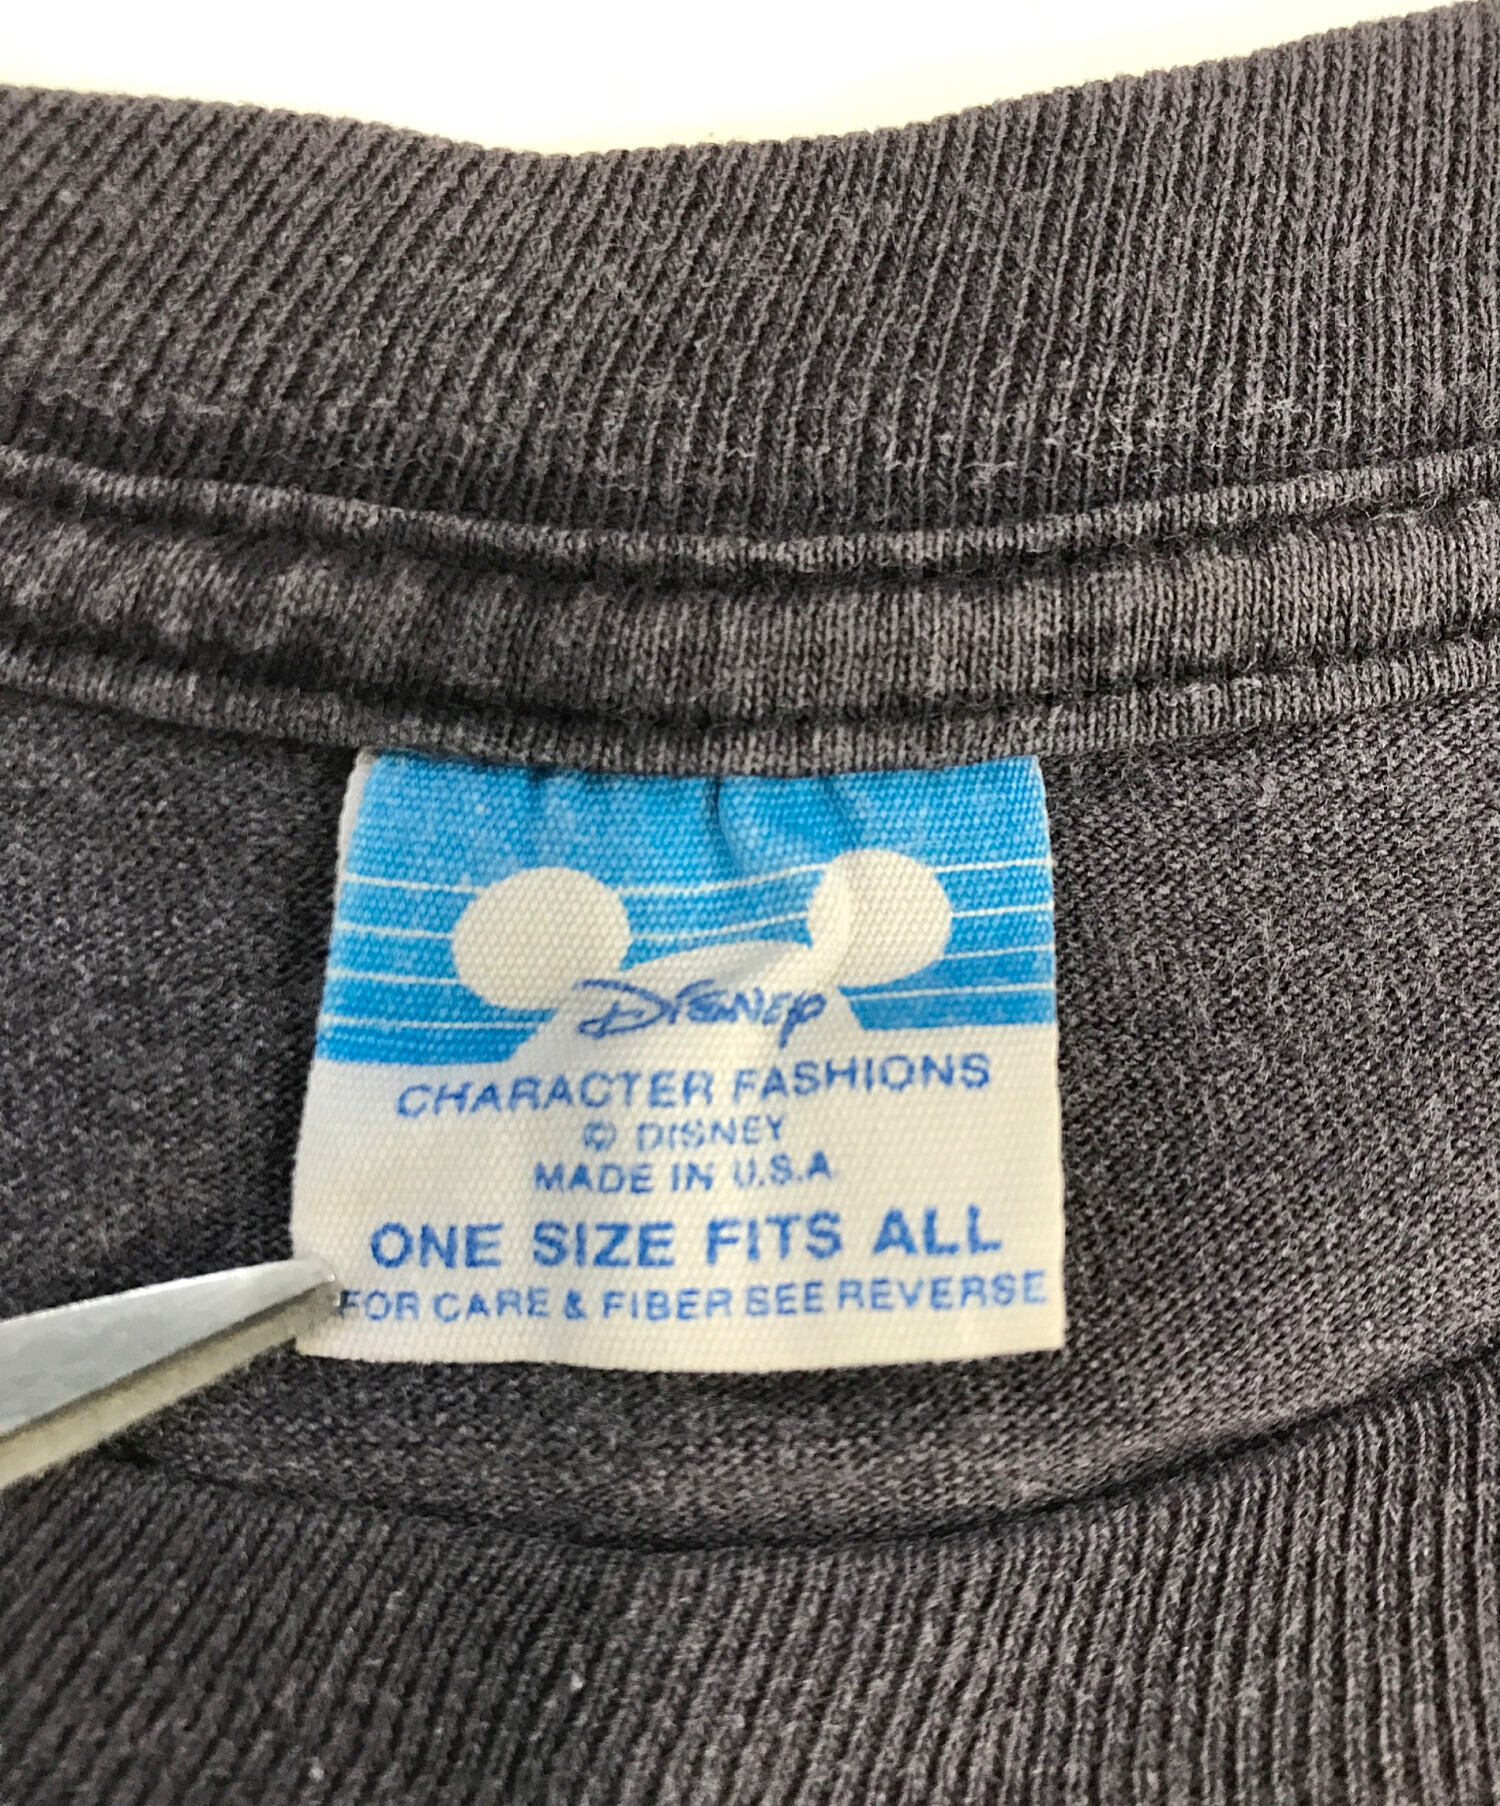 Disney
CHARACTER FASHIONS
© DISNEY
MADE IN U.S.A
ONE SIZE FITS ALL
FOR CARE & FIBER SEE REVERSE